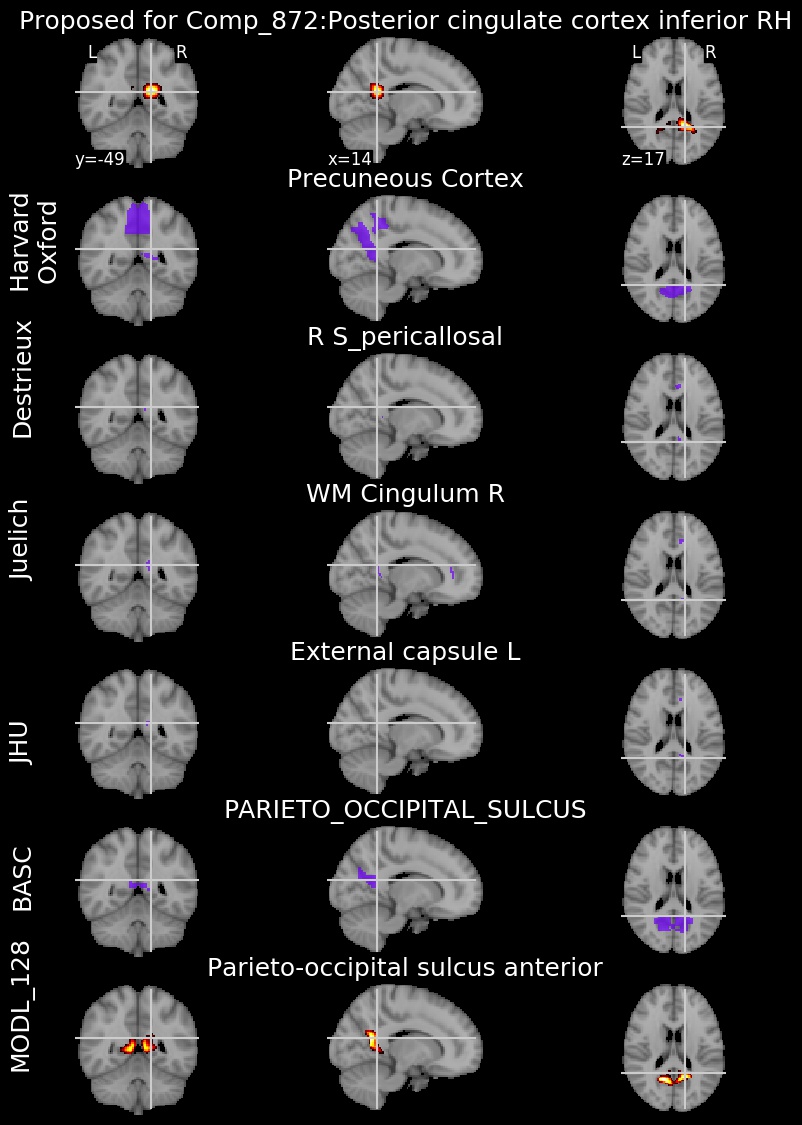 Proposed for Comp_872:Posterior cingulate cortex inferior RH
L R L R
y=-49 x=14 z=17
Precuneous Cortex
Harvard
Oxford
R S_pericallosal
Destrieux
WM Cingulum R
Juelich
External capsule L
JHU
PARIETO_OCCIPITAL_SULCUS
BASC
Parieto-occipital sulcus anterior
MODL_128